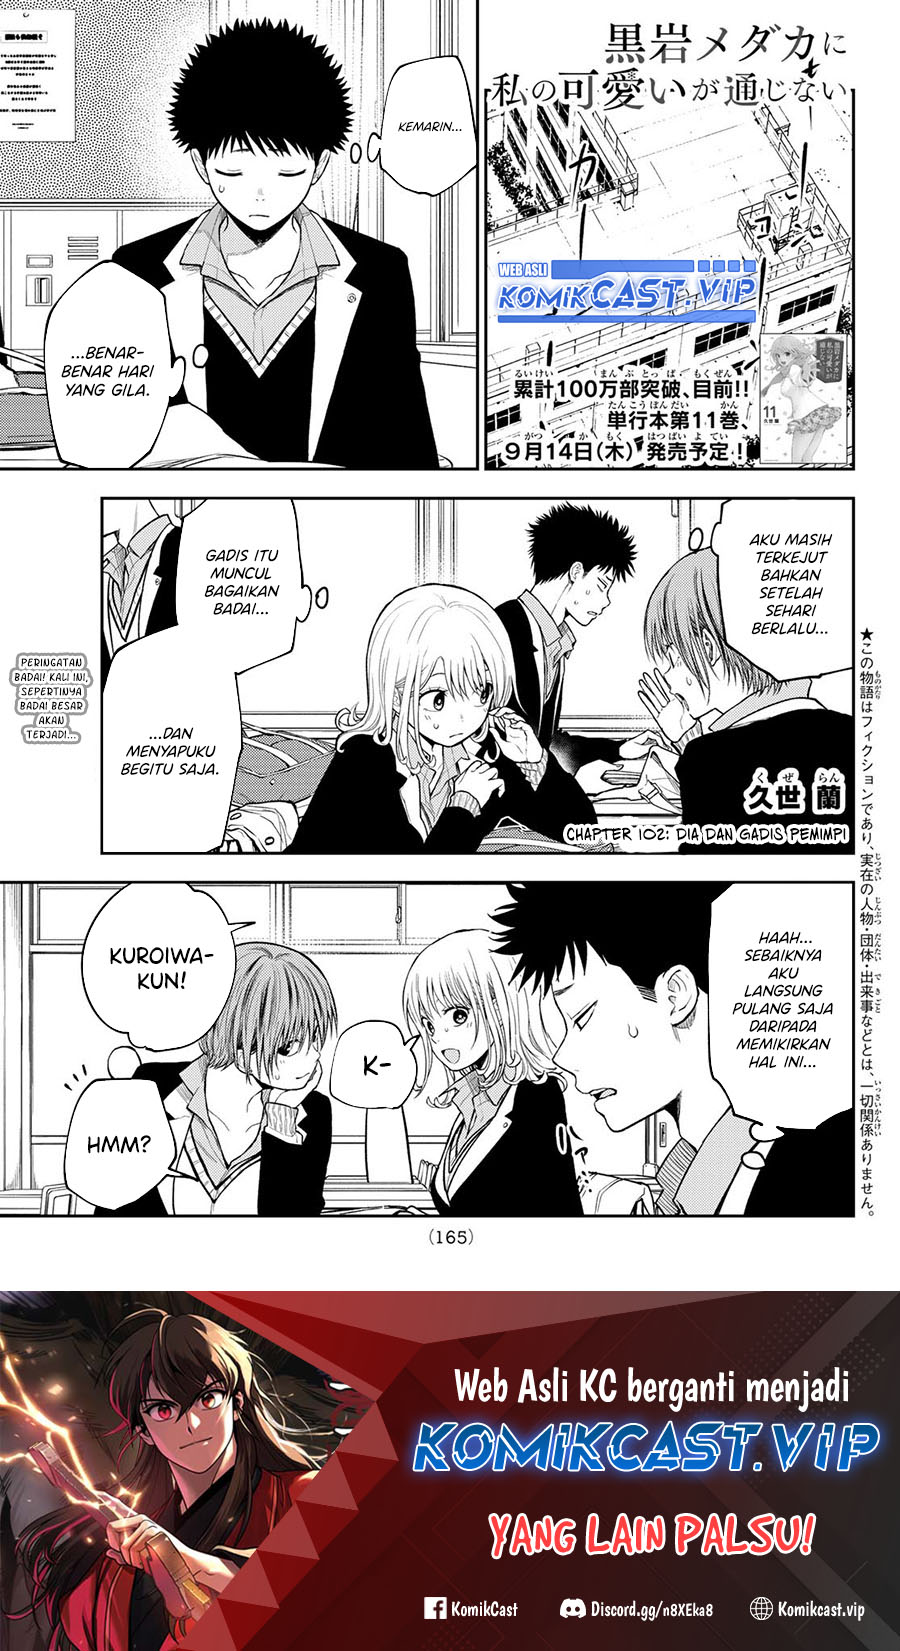 黒岩メダカに
私の可愛いが通じない
カーン
コ
KEMARIN...
...BENAR-
BENAR HARI
YANG GILA.
WEB ASLI
KOMIKCAST.VIP
累計100万部突破、目前!!
単行本第11巻、
9月14日(木) 発売予定!
11
久世蘭
AKU MASIH
TERKEJUT
BAHKAN
SETELAH
SEHARI
BERLALU...
GADIS ITU
MUNCUL
BAGAIKAN
BADAI...
...DAN
MENYAPUKU
BEGITU SAJA.
PERINGATAN
BADAI! KALI INI,
SEPERTINYA
BADAI BESAR
AKAN
TERJADI...
久世 蘭
CHAPTER 102: DIA DAN GADIS PEMIMPI
★この物語はフィクションであり、実在の人物・団体・出来事などとは、一切関係ありません。
HAAH...
SEBAIKNYA
AKU
LANGSUNG
PULANG SAJA
DARIPADA
MEMIKIRKAN
HAL INI...
K-
KUROIWA-
KUN!
HMM?
(165)
Web Asli KC berganti menjadi
KOMIKCAST.VIP
YANG LAIN PALSU!
KomikCast
Discord.gg/n8XEka8
Komikcast.vip